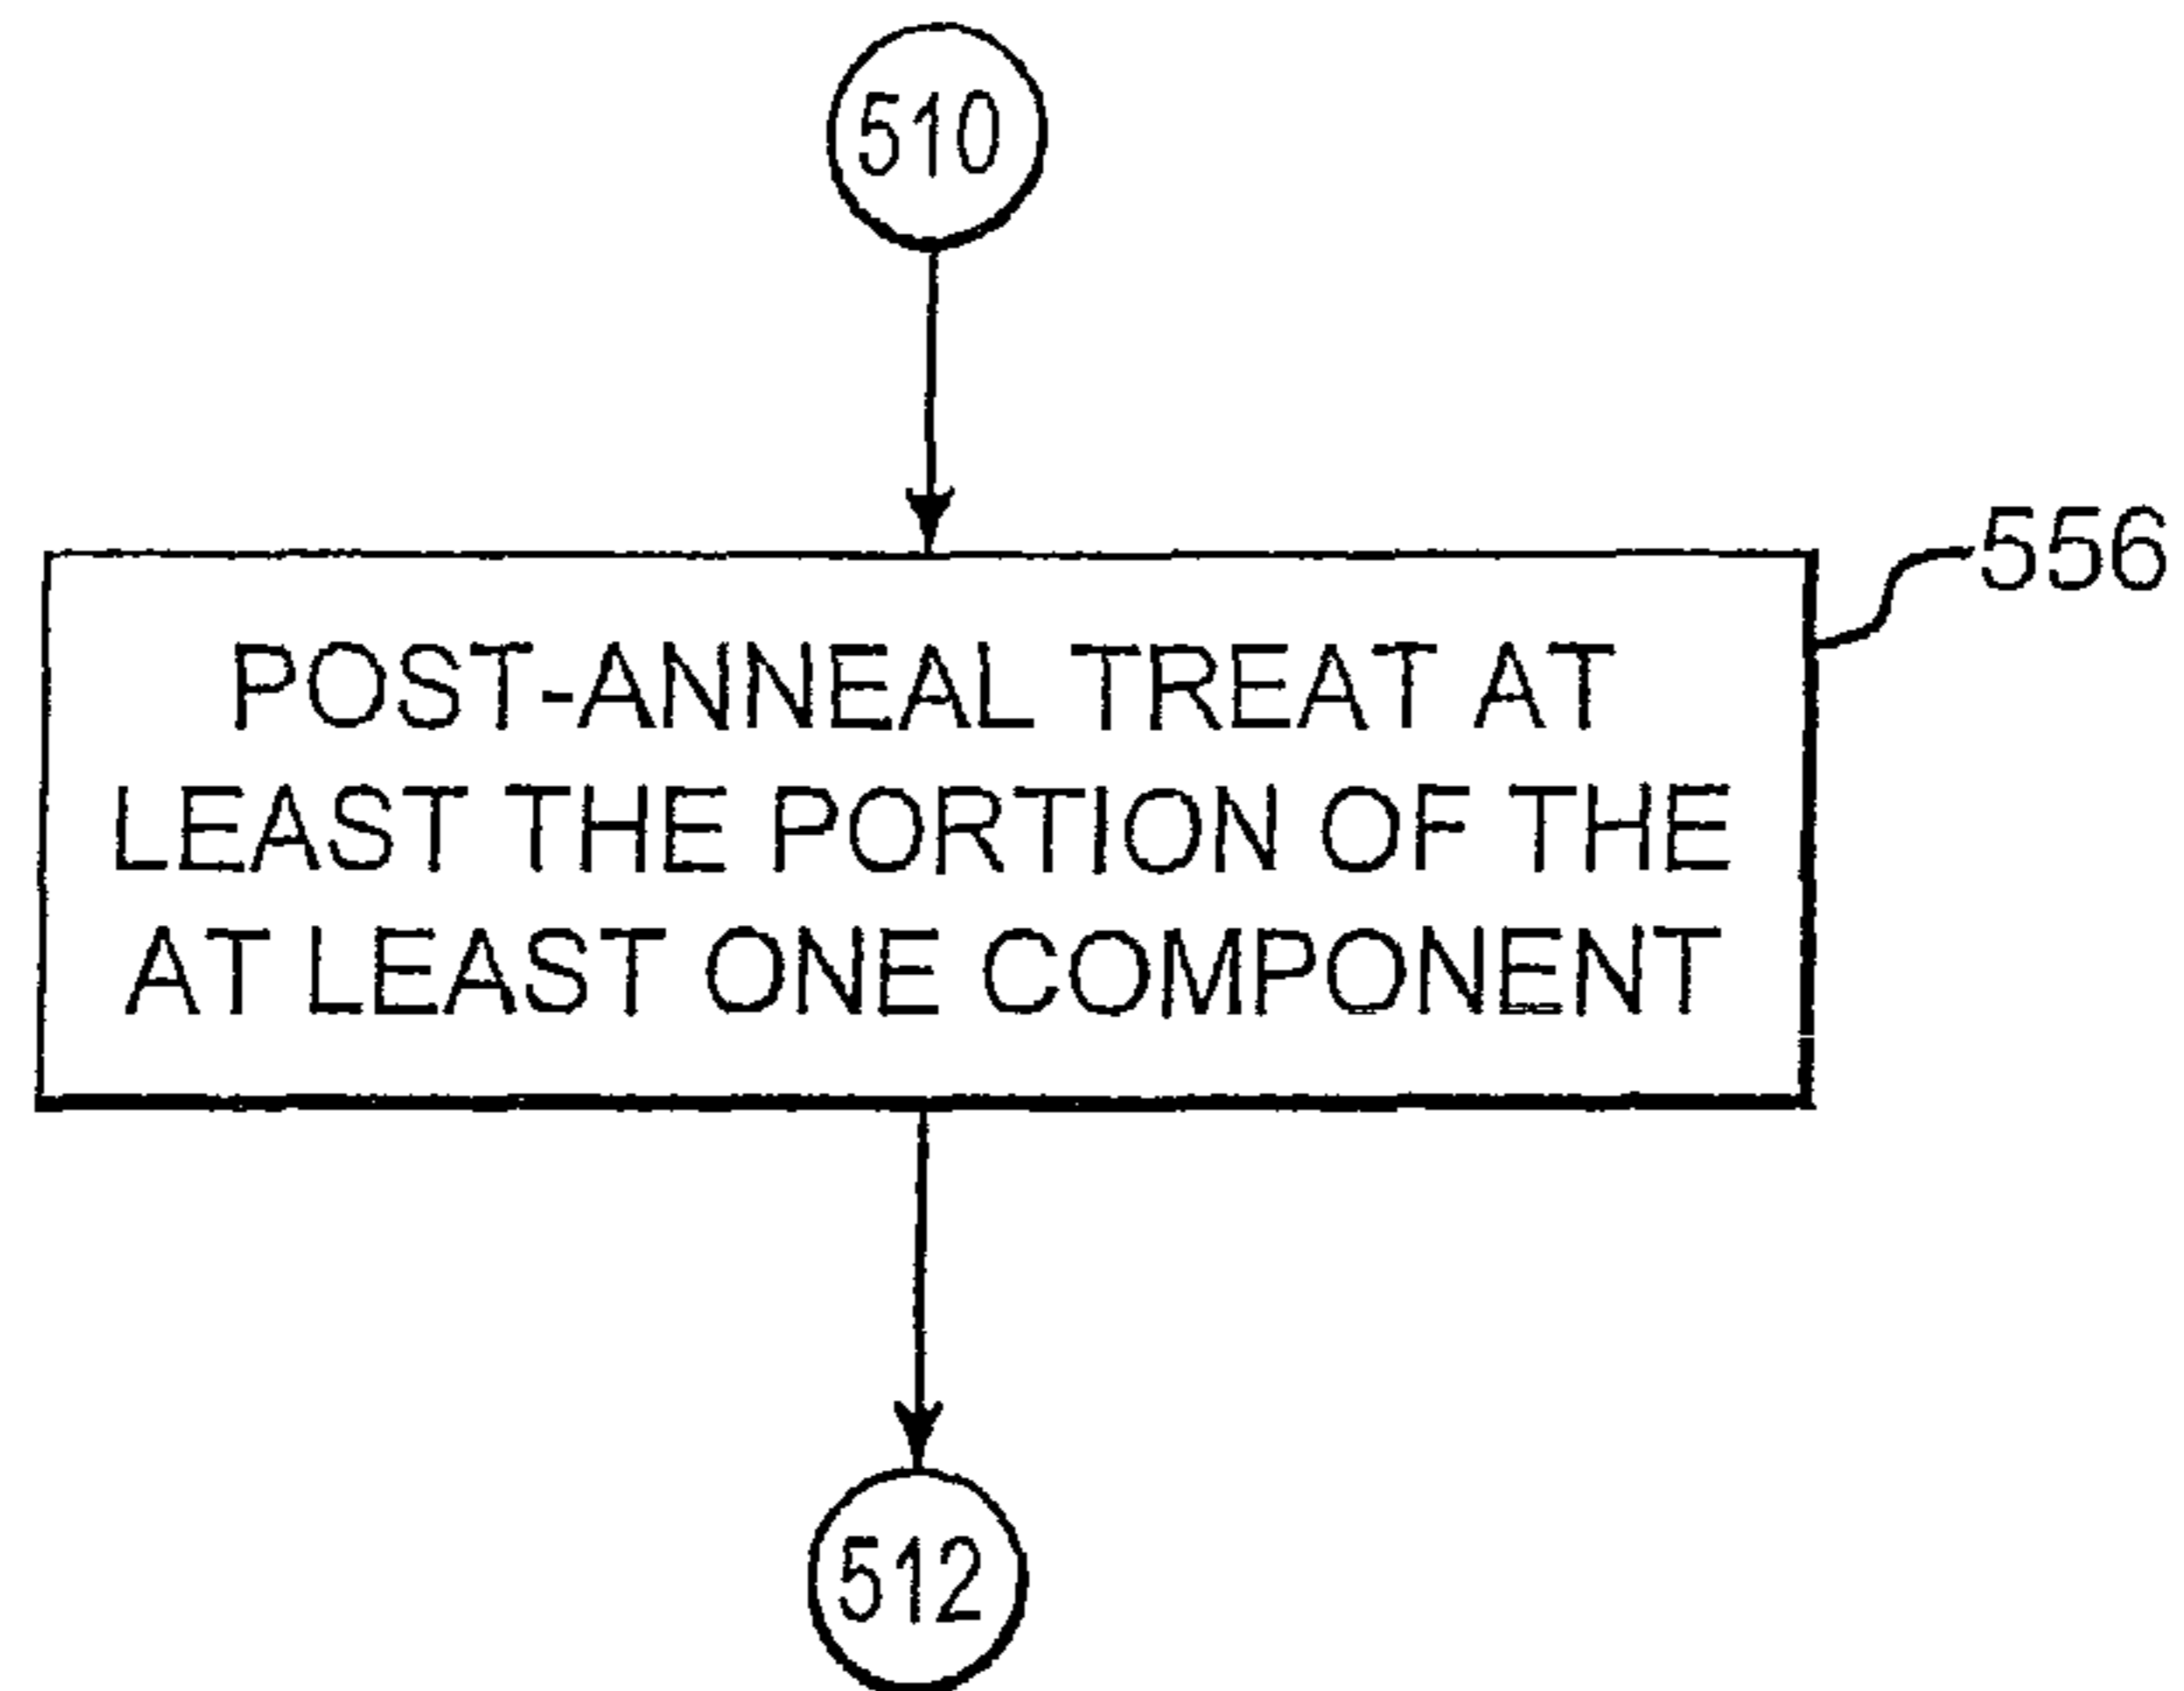 510
556
POST-ANNEAL TREAT AT
LEAST THE PORTION OF THE
AT LEAST ONE COMPONENT
512